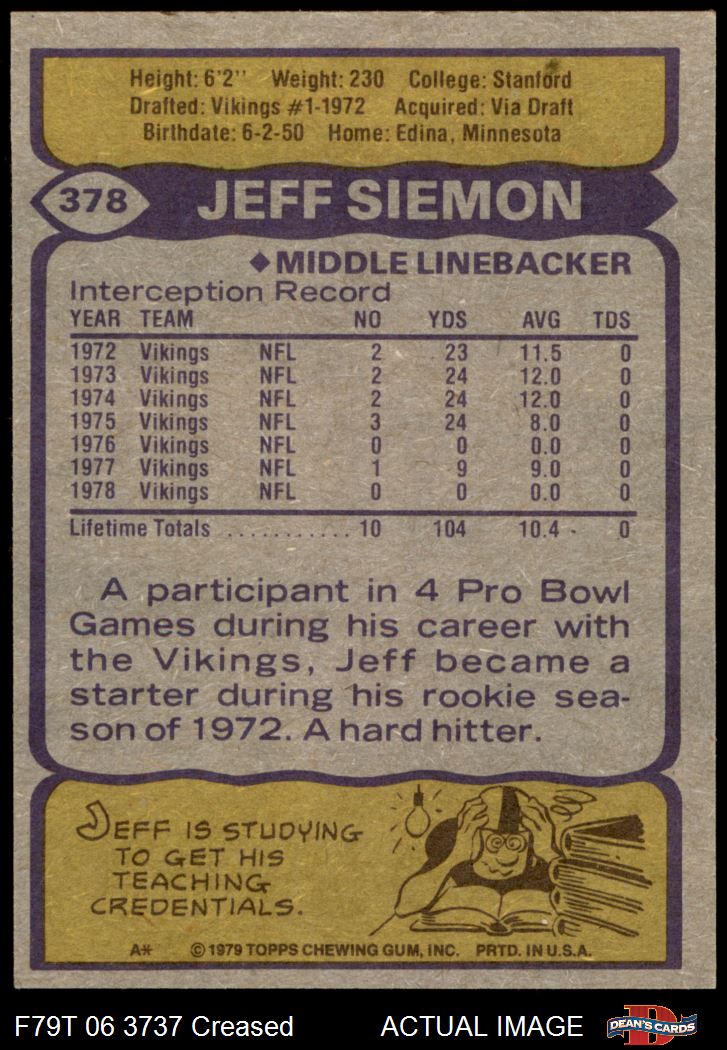 Height: 6'2'' Weight: 230 College: Stanford
Drafted: Vikings #1-1972 Acquired: Via Draft
Birthdate: 6-2-50 Home: Edina, Minnesota
378 JEFF SIEMON
◆MIDDLE LINEBACKER
Interception Record
YEAR TEAM NO YDS AVG TDS
1972 Vikings NFL 2 23 11.5 0
1973 Vikings NFL 2 24 12.0 0
1974 Vikings NFL 2 24 12.0 0
1975 Vikings NFL 3 24 8.0 0
1976 Vikings NFL 0 0 0.0 0
1977 Vikings NFL 1 9 9.0 0
1978 Vikings NFL 0 0 0.0 0
Lifetime Totals ........... 10 104 10.4 - 0
A participant in 4 Pro Bowl
Games during his career with
the Vikings, Jeff became a
starter during his rookie sea-
son of 1972. A hard hitter.
JEFF IS STUDYING
TO GET HIS
TEACHING
CREDENTIALS.
A* © 1979 TOPPS CHEWING GUM, INC. PRTD. IN U.S.A.
F79T 06 3737 Creased ACTUAL IMAGE D DEAN'S CARDS